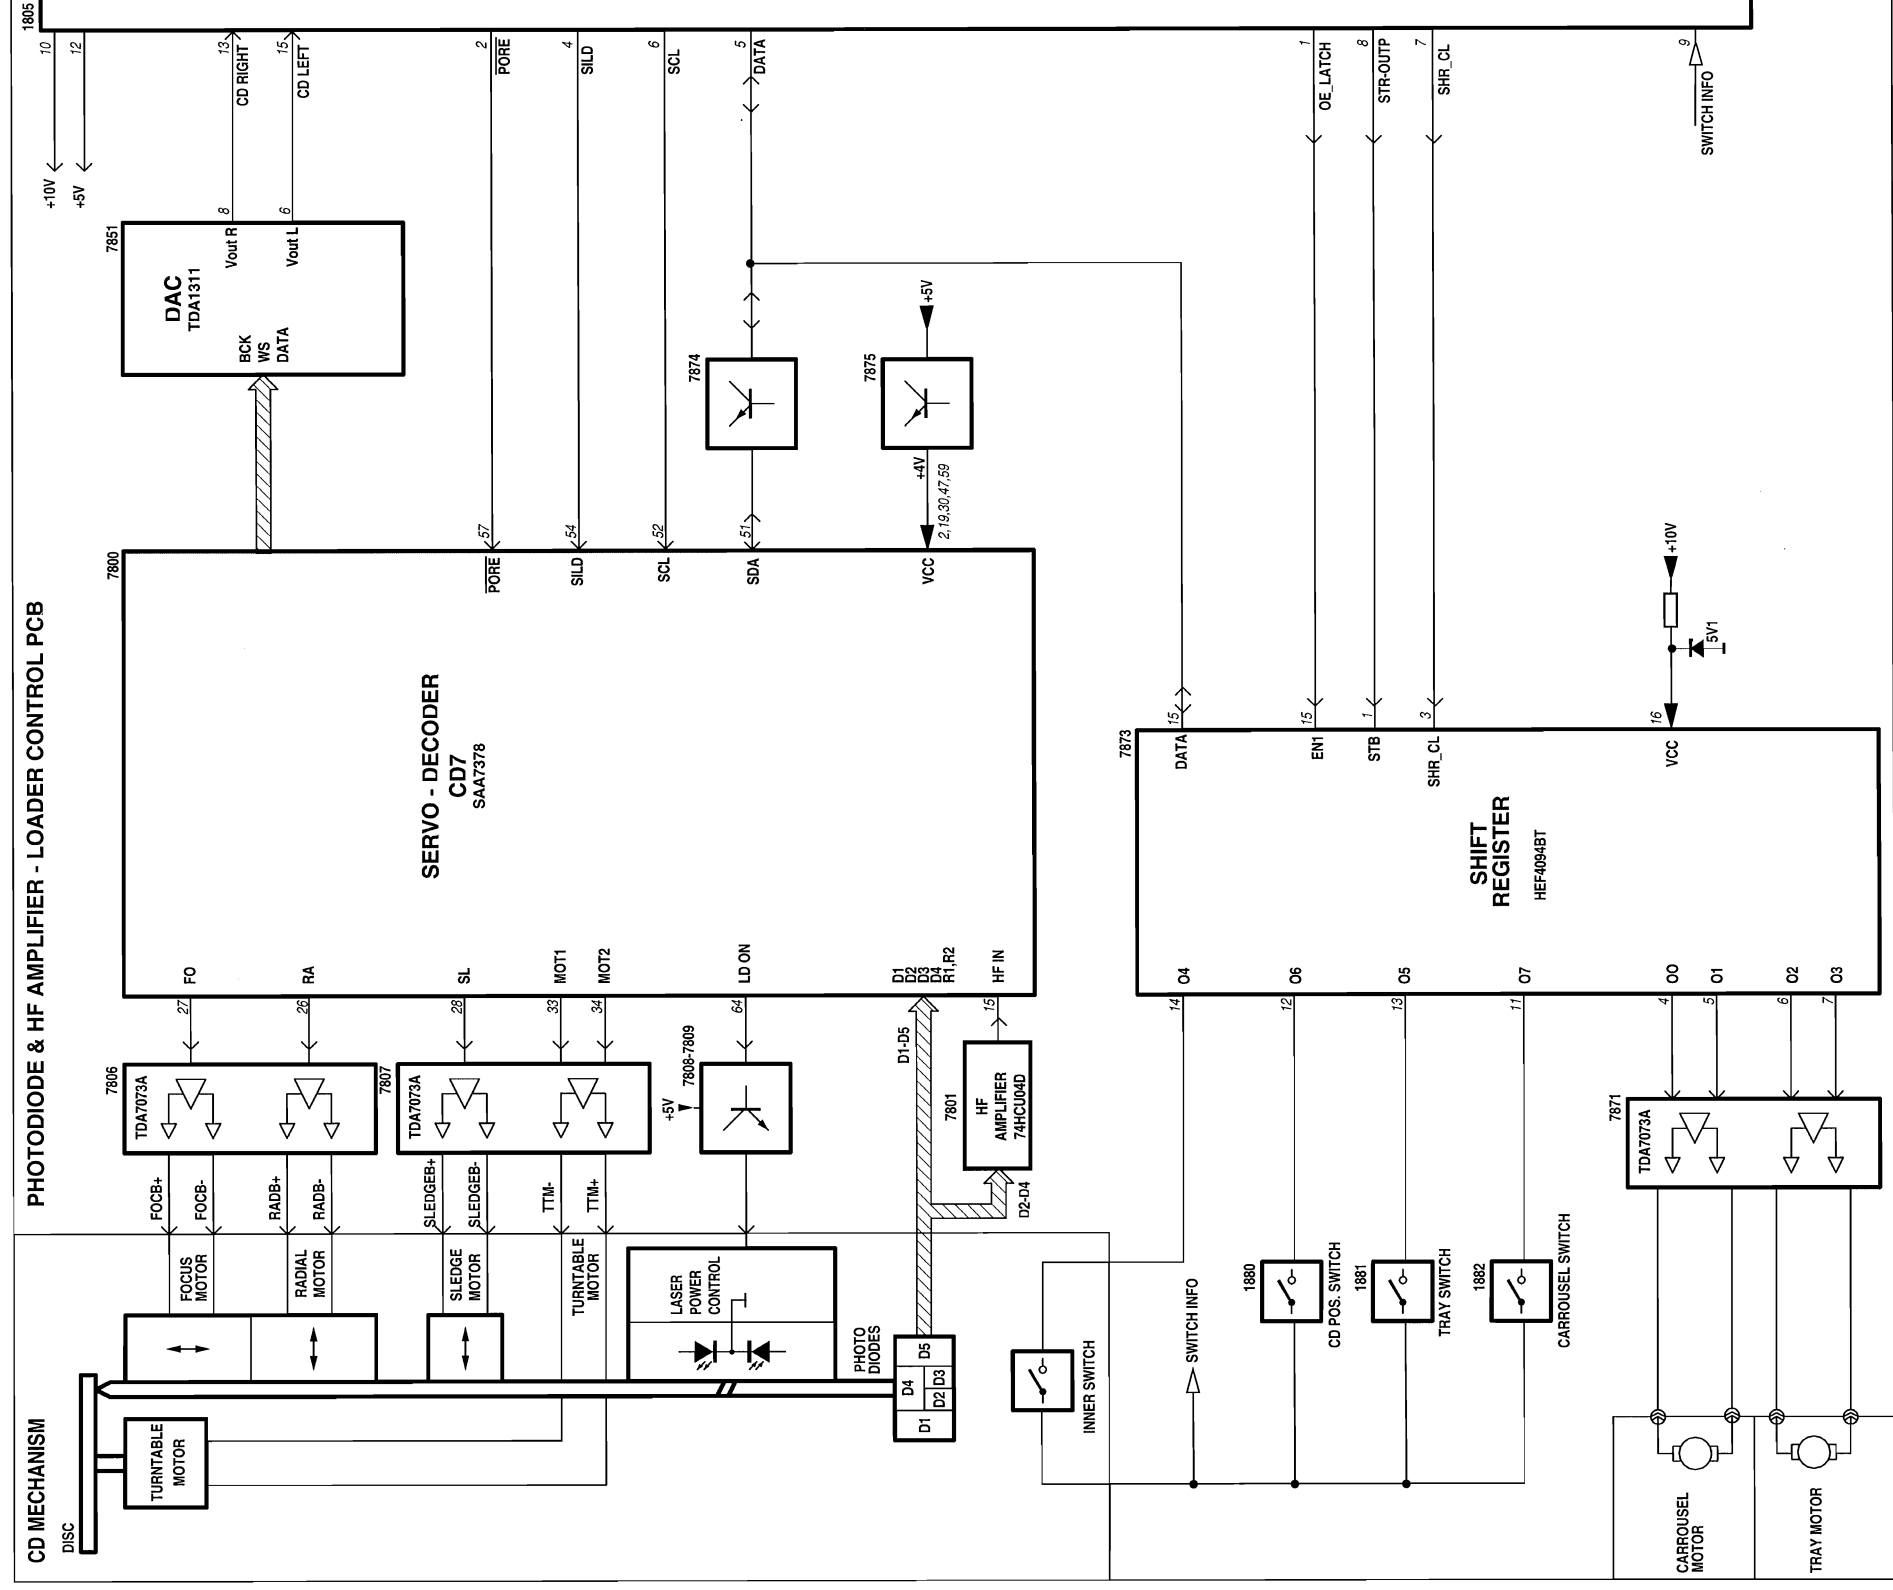 PHOTODIODE & HF AMPLIFIER - LOADER CONTROL PCB
CD MECHANISM
DISC
TURNTABLE
MOTOR
FOCUS
MOTOR
RADIAL
MOTOR
SLEDGE
MOTOR
TURNTABLE
MOTOR
LASER
POWER
CONTROL
PHOTO
DIODES
D1
D2
D3
D4
D5
INNER SWITCH
FOCB+
FOCB-
RADB+
RADB-
SLEDGEB+
SLEDGEB-
TTM-
TTM+
7806
TDA7073A
7807
TDA7073A
7808-7809
+5V
7801
HF
AMPLIFIER
74HCU04D
D1-D5
D2-D4
27
26
28
33
34
64
15
FO
RA
SL
MOT1
MOT2
LD ON
D1
D2
D3
D4
R1,R2
HF IN
7800
SERVO - DECODER
CD7
SAA7378
PORE
SILD
SCL
SDA
VCC
57
54
52
51
2,19,30,47,59
+4V
7874
7875
+5V
7851
DAC
TDA1311
BCK
WS
DATA
Vout R
Vout L
8
6
+10V
+5V
1805
10
12
13
CD RIGHT
15
CD LEFT
2
PORE
4
SILD
6
SCL
5
DATA
1
OE_LATCH
8
STR-OUTP
7
SHR_CL
9
SWITCH INFO
7873
SHIFT
REGISTER
HEF4094BT
15
DATA
15
EN1
1
STB
3
SHR_CL
16
VCC
+10V
5V1
O4
O6
O5
O7
OO
O1
O2
O3
14
12
13
11
4
5
6
7
SWITCH INFO
1880
CD POS. SWITCH
1881
TRAY SWITCH
1882
CARROUSEL SWITCH
7871
TDA7073A
CARROUSEL
MOTOR
TRAY MOTOR